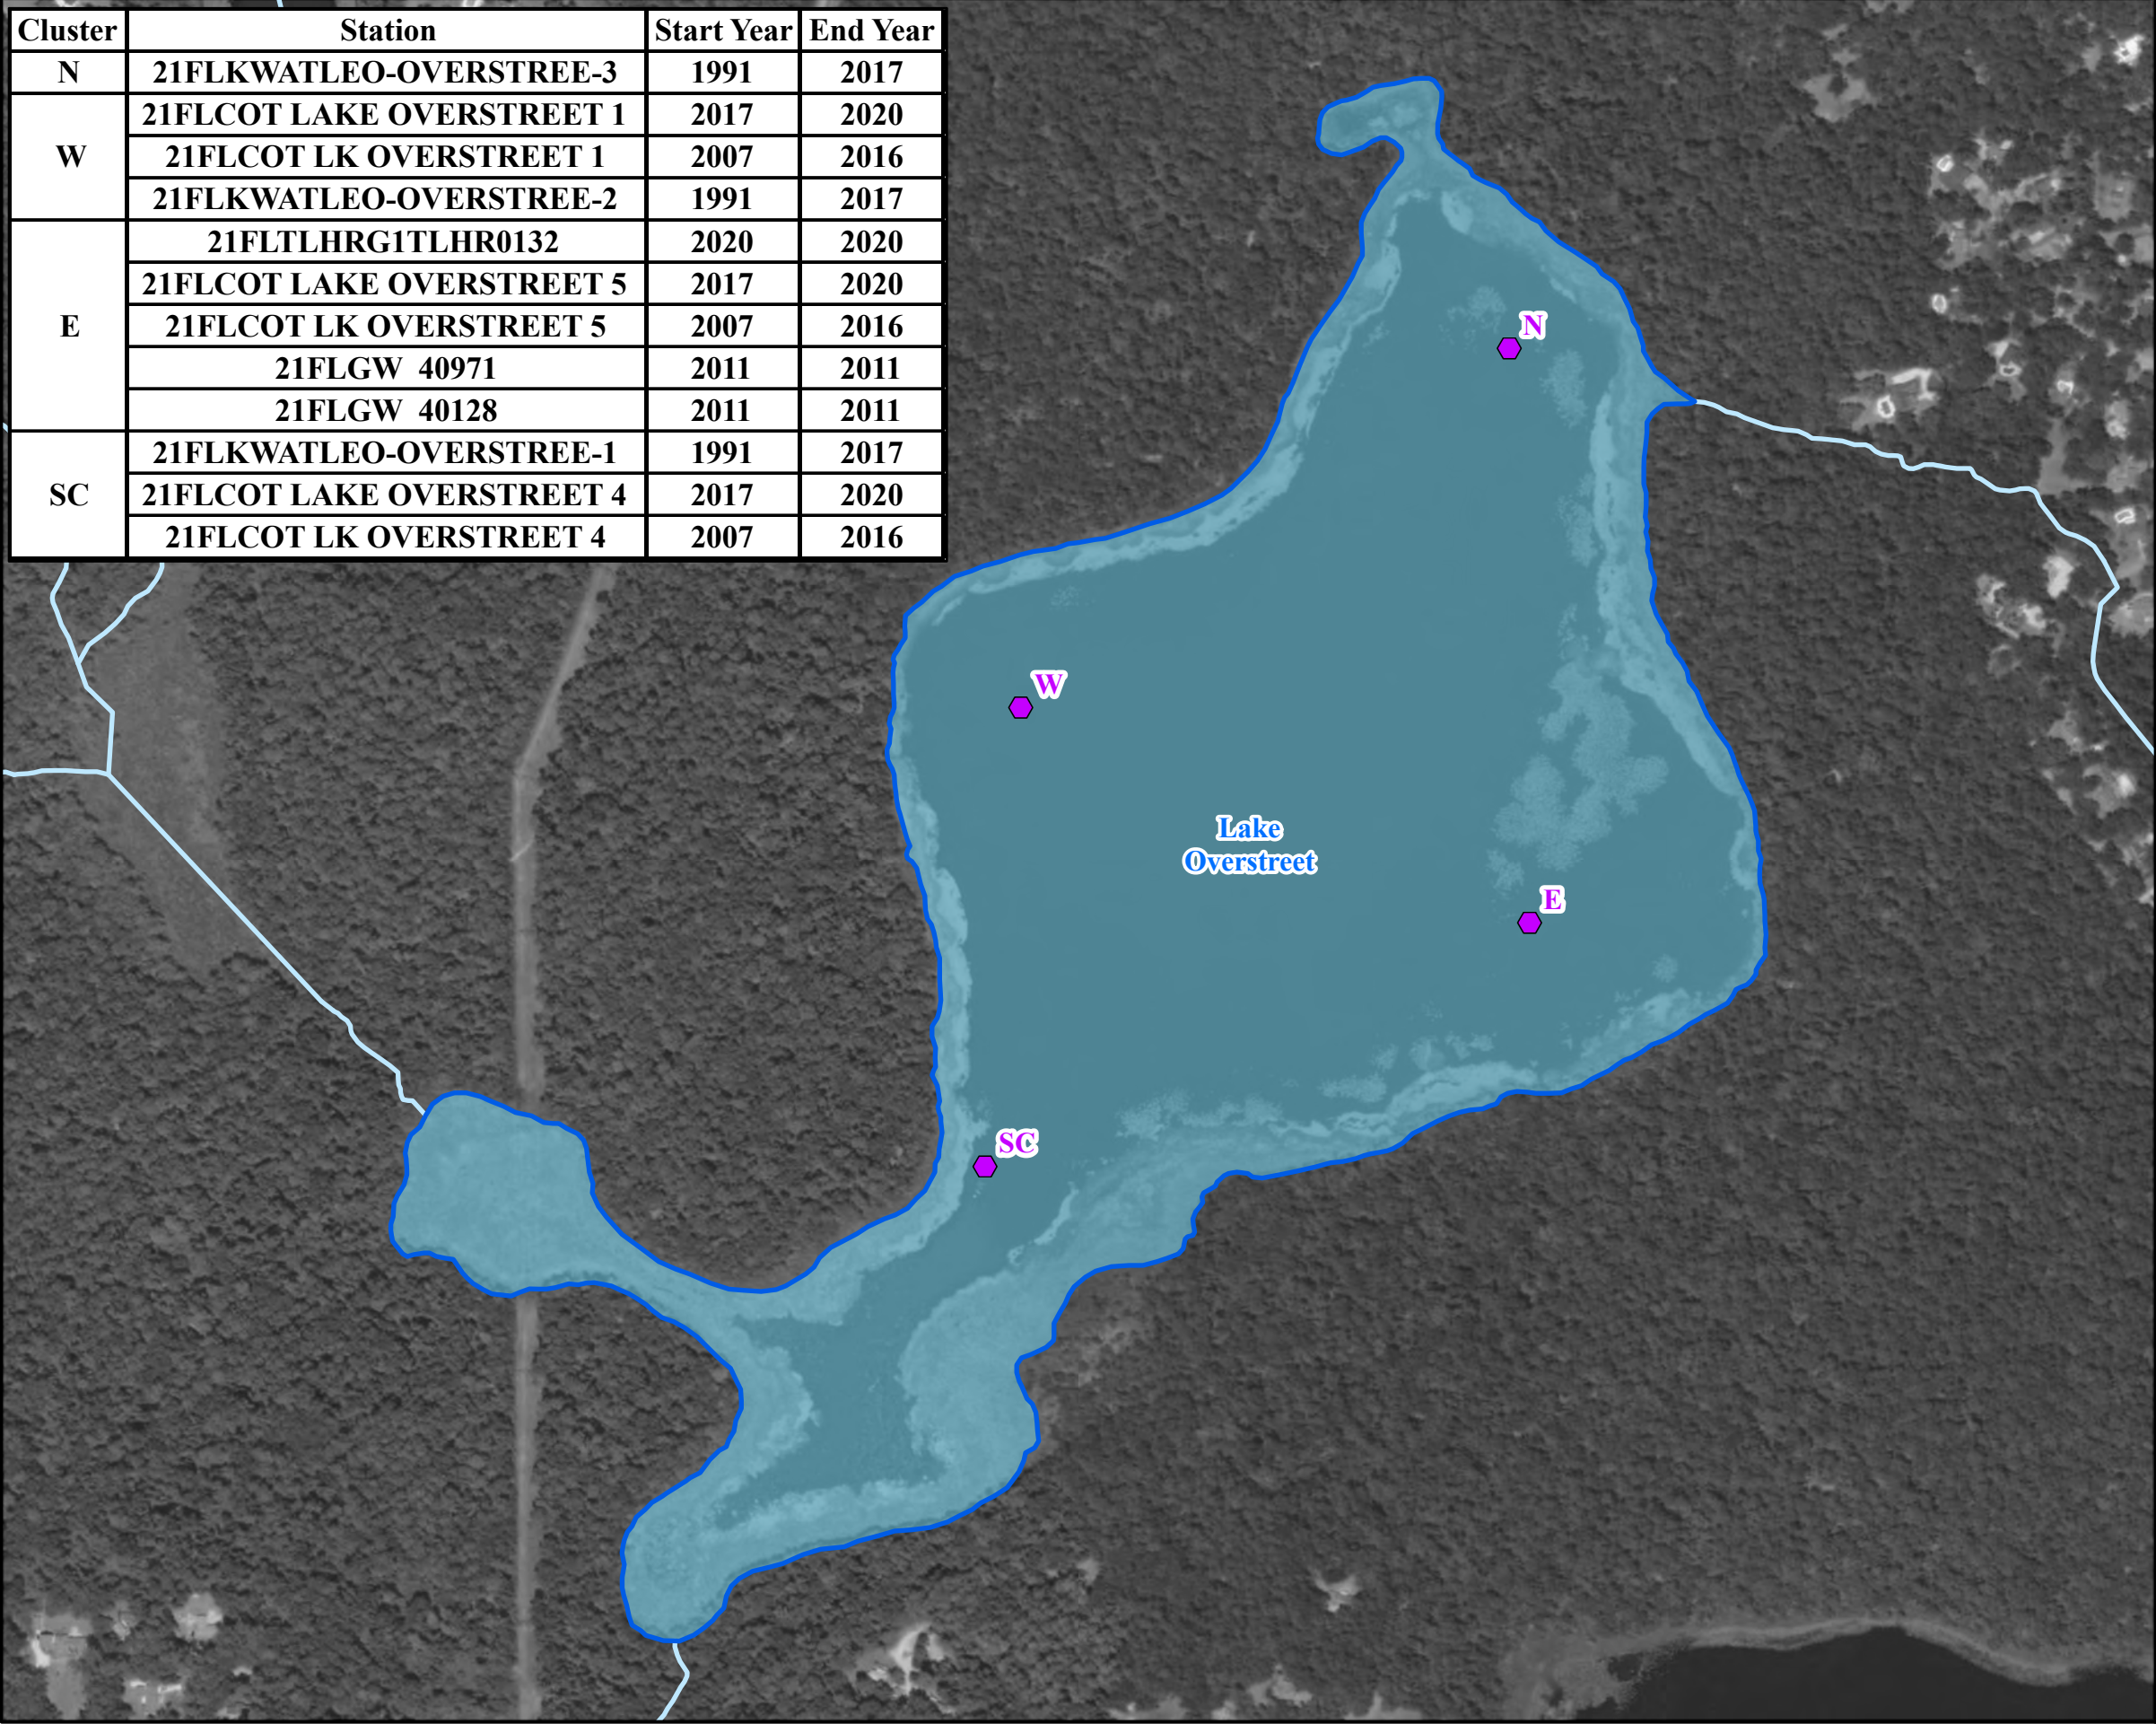 Cluster Station Start Year End Year
N 21FLKWATLEO-OVERSTREE-3 1991 2017
W 21FLCOT LAKE OVERSTREET 1 2017 2020
21FLCOT LK OVERSTREET 1 2007 2016
21FLKWATLEO-OVERSTREE-2 1991 2017
E 21FLTLHRG1TLHR0132 2020 2020
21FLCOT LAKE OVERSTREET 5 2017 2020
21FLCOT LK OVERSTREET 5 2007 2016
21FLGW 40971 2011 2011
21FLGW 40128 2011 2011
SC 21FLKWATLEO-OVERSTREE-1 1991 2017
21FLCOT LAKE OVERSTREET 4 2017 2020
21FLCOT LK OVERSTREET 4 2007 2016
N
W
Lake
Overstreet
E
SC